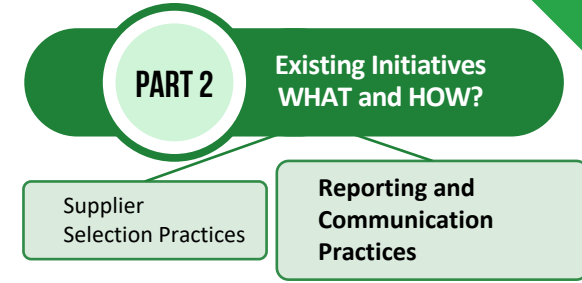 PART 2
Existing Initiatives
WHAT and HOW?
Supplier
Selection Practices
Reporting and
Communication
Practices